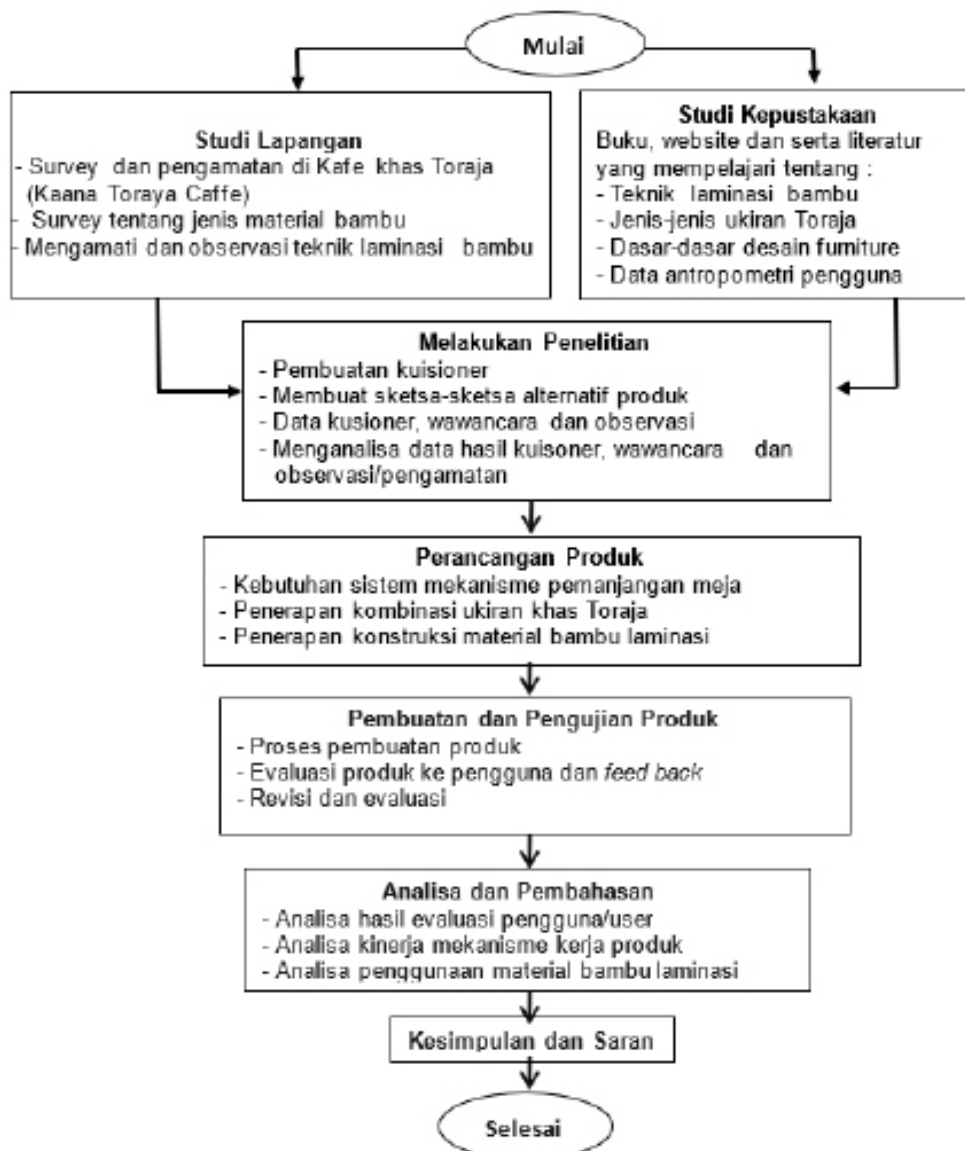 Mulai
Studi Lapangan
- Survey dan pengamatan di Kafe khas Toraja
(Kaana Toraya Caffe)
- Survey tentang jenis material bambu
- Mengamati dan observasi teknik laminasi bambu
Studi Kepustakaan
Buku, website dan serta literatur
yang mempelajari tentang :
- Teknik laminasi bambu
- Jenis-jenis ukiran Toraja
- Dasar-dasar desain furniture
- Data antropometri pengguna
Melakukan Penelitian
- Pembuatan kuisioner
- Membuat sketsa-sketsa alternatif produk
- Data kusioner, wawancara dan observasi
- Menganalisa data hasil kuisoner, wawancara dan
observasi/pengamatan
Perancangan Produk
- Kebutuhan sistem mekanisme pemanjangan meja
- Penerapan kombinasi ukiran khas Toraja
- Penerapan konstruksi material bambu laminasi
Pembuatan dan Pengujian Produk
- Proses pembuatan produk
- Evaluasi produk ke pengguna dan feed back
- Revisi dan evaluasi
Analisa dan Pembahasan
- Analisa hasil evaluasi pengguna/user
- Analisa kinerja mekanisme kerja produk
- Analisa penggunaan material bambu laminasi
Kesimpulan dan Saran
Selesai